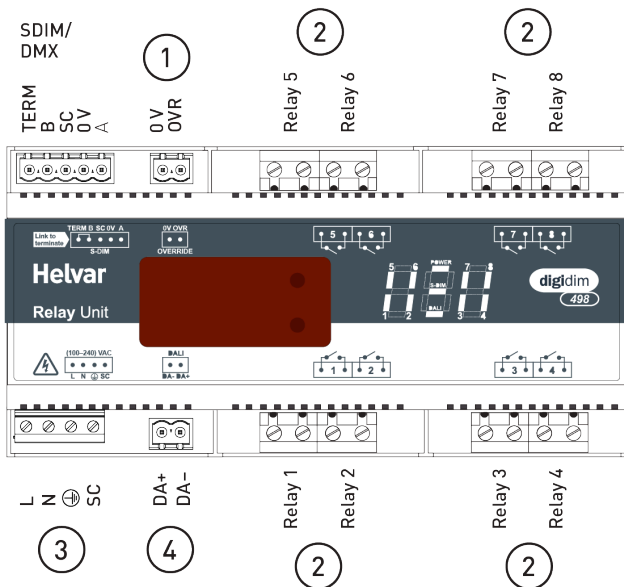 SDIM/
DMX
1
2
2
TERM
B
SC
0V
A
0V
OVR
Relay 5
Relay 6
Relay 7
Relay 8
Link to
terminate
TERM B SC 0V A
S-DIM
0V OVR
OVERRIDE
5 6
7 8
Helvar
Relay Unit
5 6 POWER 7 8
S-DIM
1 2 DALI 3 4
digidim
498
(100–240) VAC
L N SC
DALI
DA- DA+
1 2
3 4
L
N
SC
DA+
DA–
Relay 1
Relay 2
Relay 3
Relay 4
3
4
2
2